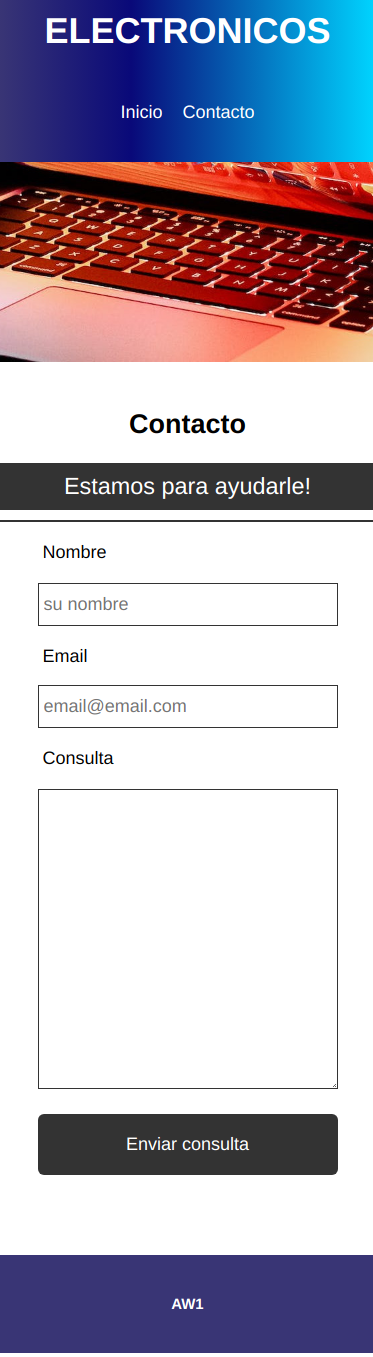 ELECTRONICOS
Inicio Contacto
Contacto
Estamos para ayudarle!
Nombre
su nombre
Email
email@email.com
Consulta
Enviar consulta
AW1